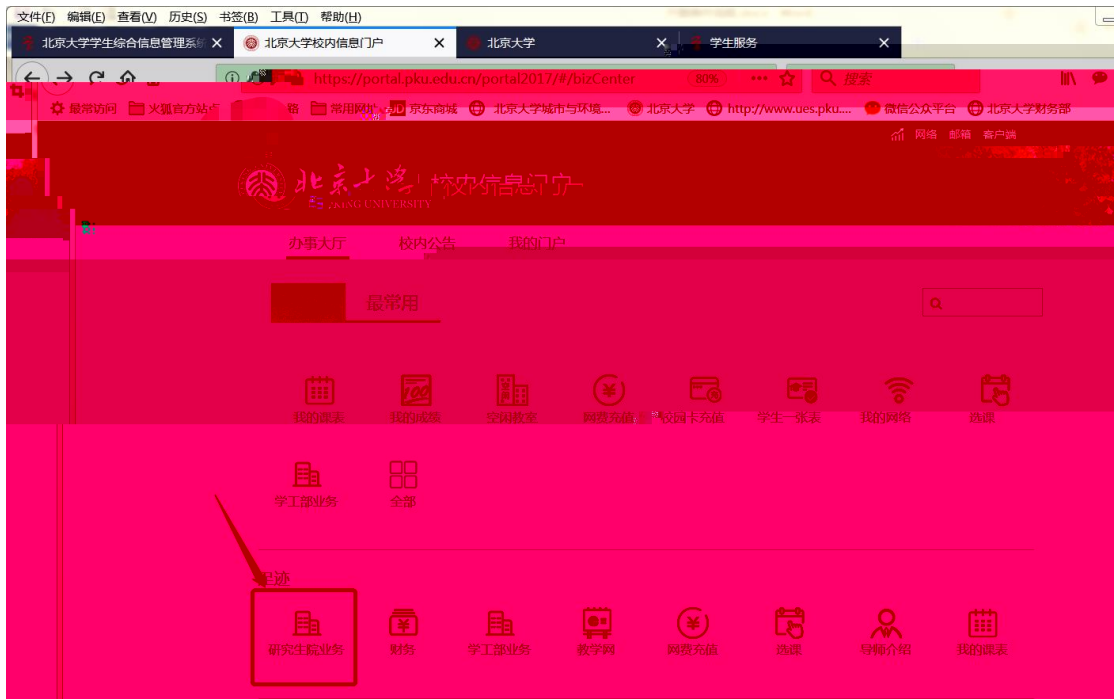 文件(F) 编辑(E) 查看(V) 历史(S) 书签(B) 工具(T) 帮助(H)
北京大学学生综合信息管理系统 北京大学校内信息门户 北京大学 学生服务
https://portal.pku.edu.cn/portal2017/#/bizCenter 80% 搜索
最常访问 火狐官方站点 常用网址 京东商城 北京大学城市与环境... 北京大学 http://www.ues.pku.... 微信公众平台 北京大学财务部
网络 邮箱 客户端
北京大学 校内信息门户
PEKING UNIVERSITY
办事大厅 校内公告 我的门户
最常用
我的课表 我的成绩 空闲教室 网费充值 校园卡充值 学生一张表 我的网络 选课
学工部业务 全部
足迹
研究生院业务 财务 学工部业务 教学网 网费充值 选课 导师介绍 我的课表